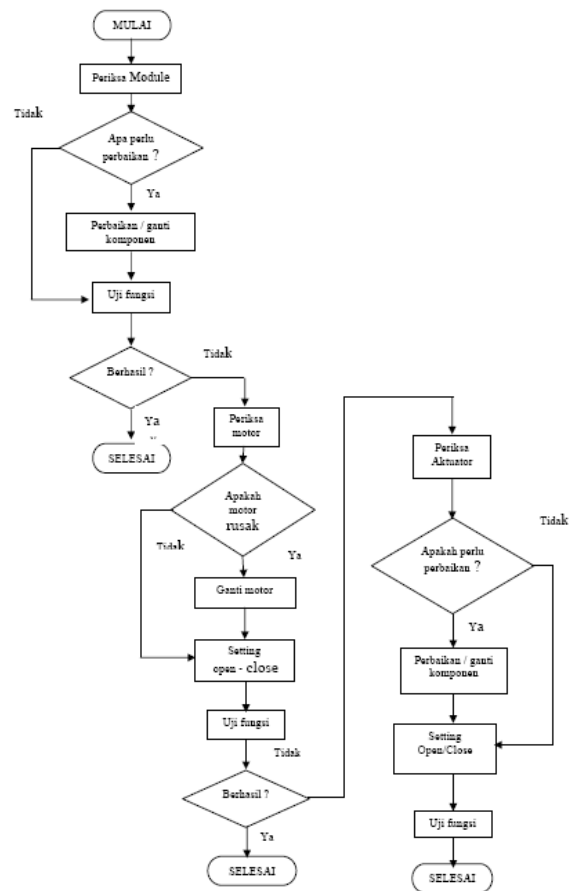 MULAI
Periksa Module
Tidak
Apa perlu
perbaikan ?
Ya
Perbaikan / ganti
komponen
Uji fungsi
Berhasil ?
Tidak
Ya
SELESAI
Periksa
motor
Apakah
motor
rusak
Tidak
Ya
Ganti motor
Setting
open - close
Uji fungsi
Tidak
Berhasil ?
Ya
SELESAI
Periksa
Aktuator
Tidak
Apakah perlu
perbaikan ?
Ya
Perbaikan / ganti
komponen
Setting
Open/Close
Uji fungsi
SELESAI